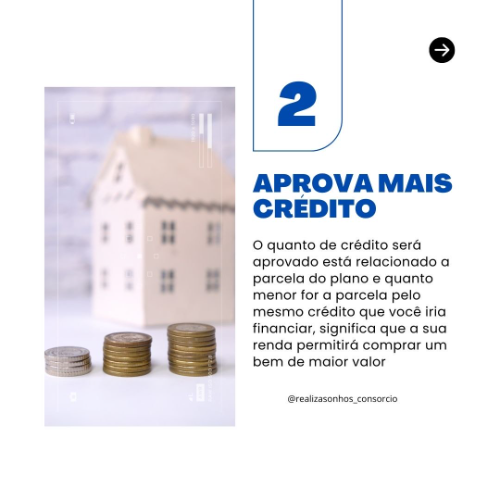 2
APROVA MAIS
CRÉDITO
O quanto de crédito será
aprovado está relacionado a
parcela do plano e quanto
menor for a parcela pelo
mesmo crédito que você iria
financiar, significa que a sua
renda permitirá comprar um
bem de maior valor
@realizasonhos_consorcio